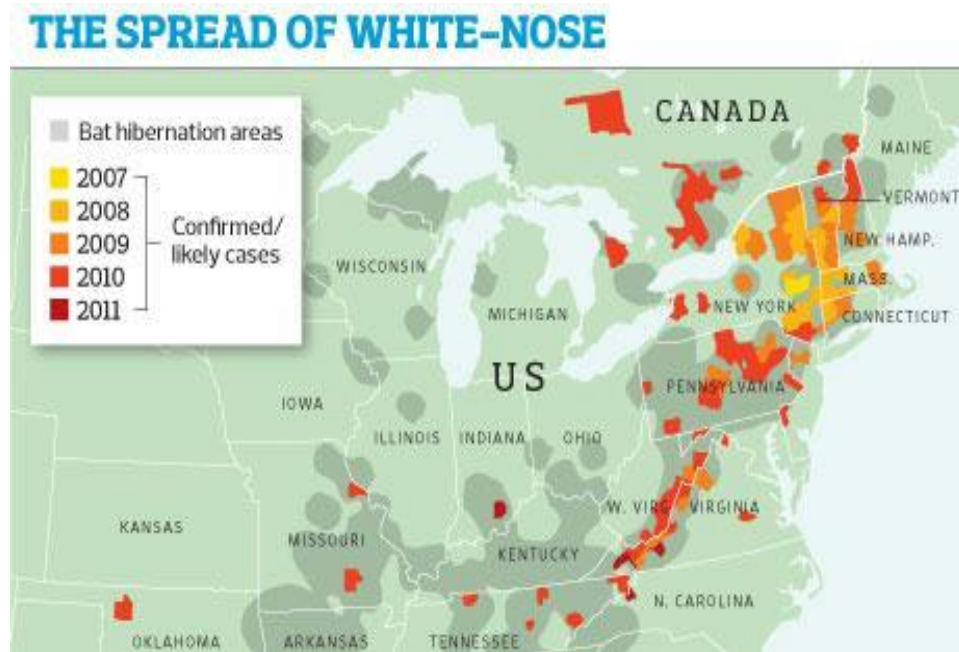 THE SPREAD OF WHITE-NOSE
Bat hibernation areas
2007
2008
2009
2010
2011
Confirmed/
likely cases
CANADA
MAINE
VERMONT
NEW HAMP.
MASS.
CONNECTICUT
NEW YORK
WISCONSIN
MICHIGAN
US
PENNSYLVANIA
IOWA
ILLINOIS
INDIANA
OHIO
W. VIRG
VIRGINIA
KANSAS
MISSOURI
KENTUCKY
N. CAROLINA
OKLAHOMA
ARKANSAS
TENNESSEE